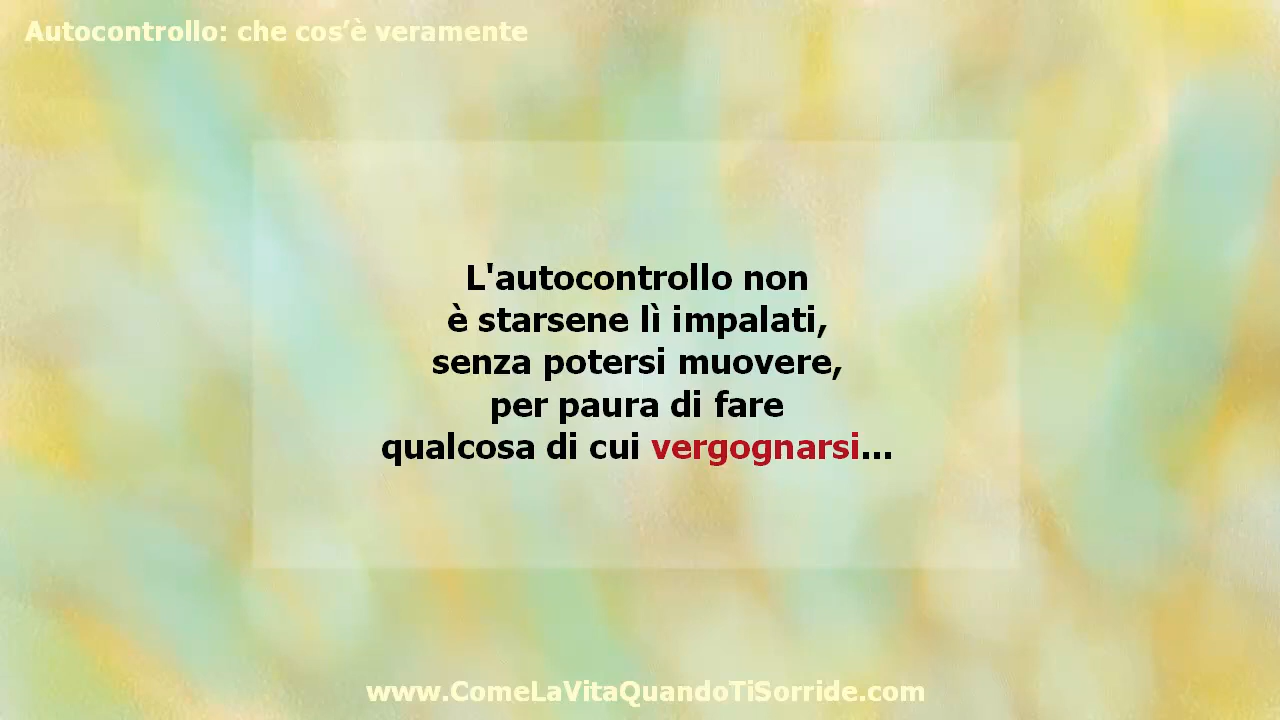 Autocontrollo: che cos’è veramente
L'autocontrollo non
è starsene lì impalati,
senza potersi muovere,
per paura di fare
qualcosa di cui vergognarsi...
www.ComeLaVitaQuandoTiSorride.com